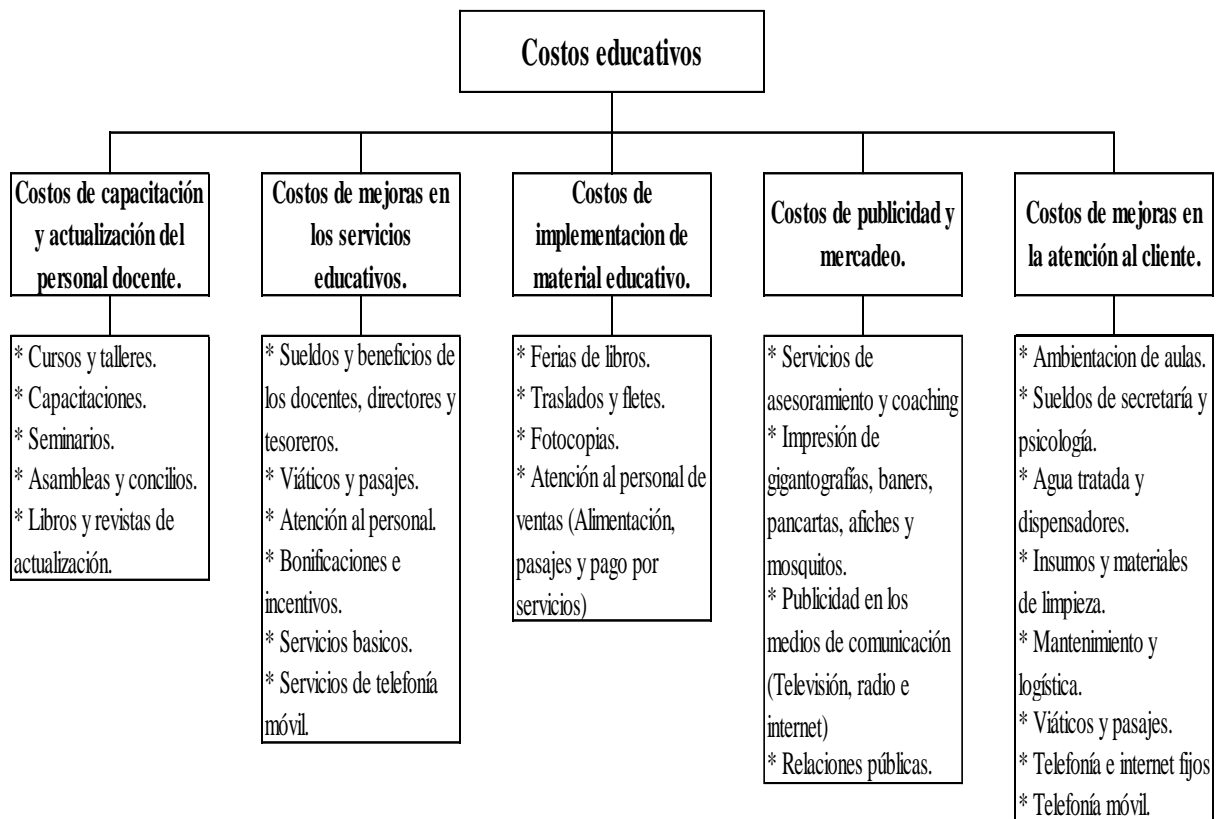 Costos educativos
Costos de capacitación
y actualización del
personal docente.
* Cursos y talleres.
* Capacitaciones.
* Seminarios.
* Asambleas y concilios.
* Libros y revistas de
actualización.
Costos de mejoras en
los servicios
educativos.
* Sueldos y beneficios de
los docentes, directores y
tesoreros.
* Viáticos y pasajes.
* Atención al personal.
* Bonificaciones e
incentivos.
* Servicios basicos.
* Servicios de telefonía
móvil.
Costos de
implementacion de
material educativo.
* Ferias de libros.
* Traslados y fletes.
* Fotocopias.
* Atención al personal de
ventas (Alimentación,
pasajes y pago por
servicios)
Costos de publicidad y
mercadeo.
* Servicios de
asesoramiento y coaching
* Impresión de
gigantografías, baners,
pancartas, afiches y
mosquitos.
* Publicidad en los
medios de comunicación
(Televisión, radio e
internet)
* Relaciones públicas.
Costos de mejoras en
la atención al cliente.
* Ambientacion de aulas.
* Sueldos de secretaría y
psicología.
* Agua tratada y
dispensadores.
* Insumos y materiales
de limpieza.
* Mantenimiento y
logística.
* Viáticos y pasajes.
* Telefonía e internet fijos
* Telefonía móvil.